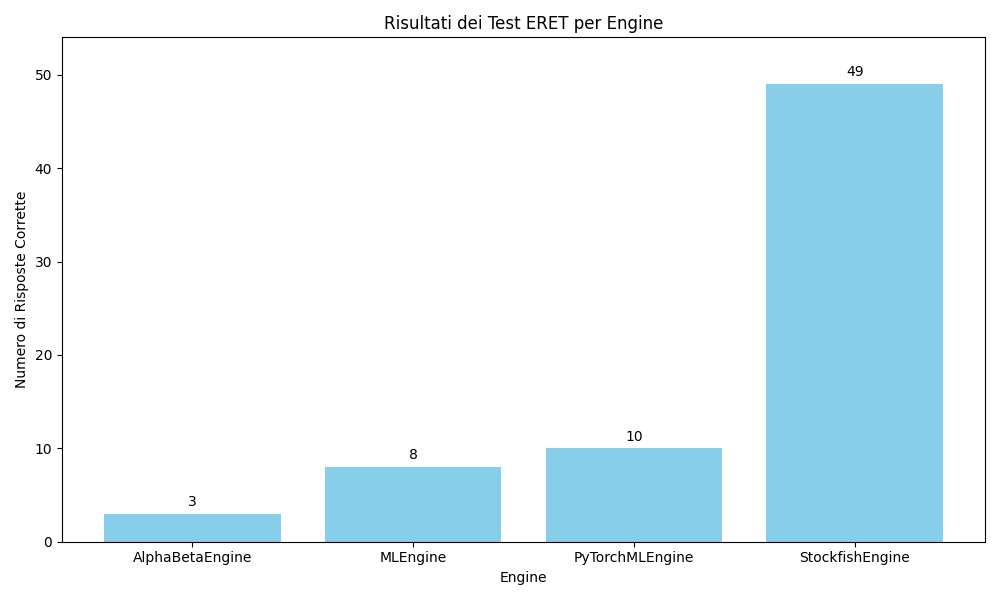 Risultati dei Test ERET per Engine
Numero di Risposte Corrette
50
40
30
20
10
0
3
8
10
49
AlphaBetaEngine
MLEngine
PyTorchMLEngine
StockfishEngine
Engine